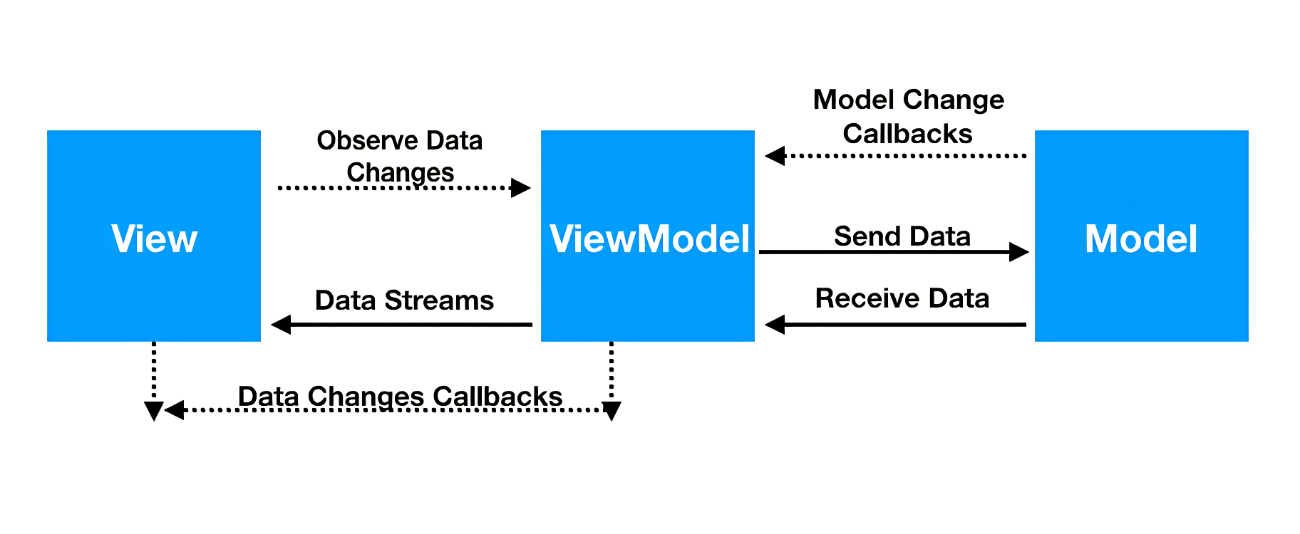 Model Change
Callbacks
Observe Data
Changes
View
ViewModel
Model
Send Data
Data Streams
Receive Data
Data Changes Callbacks